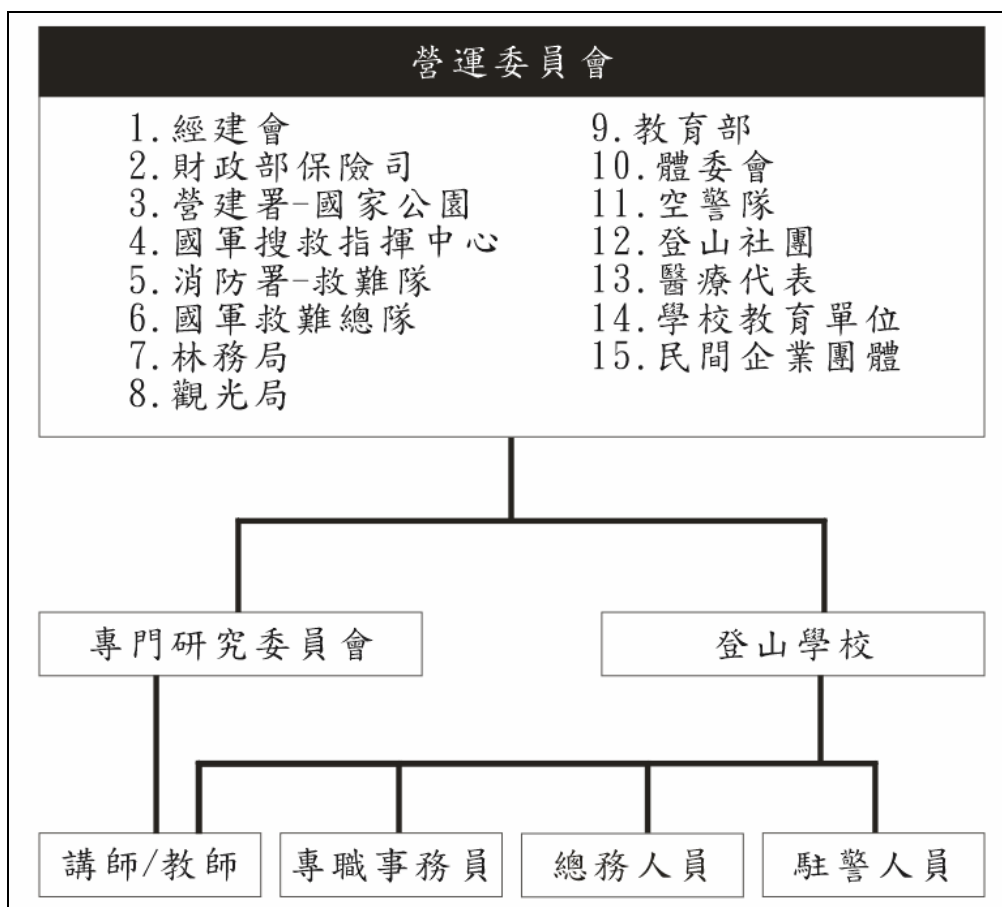 營運委員會
1.經建會
2.財政部保險司
3.營建署-國家公園
4.國軍搜救指揮中心
5.消防署-救難隊
6.國軍救難總隊
7.林務局
8.觀光局
9.教育部
10.體委會
11.空警隊
12.登山社團
13.醫療代表
14.學校教育單位
15.民間企業團體
專門研究委員會
登山學校
講師/教師
專職事務員
總務人員
駐警人員